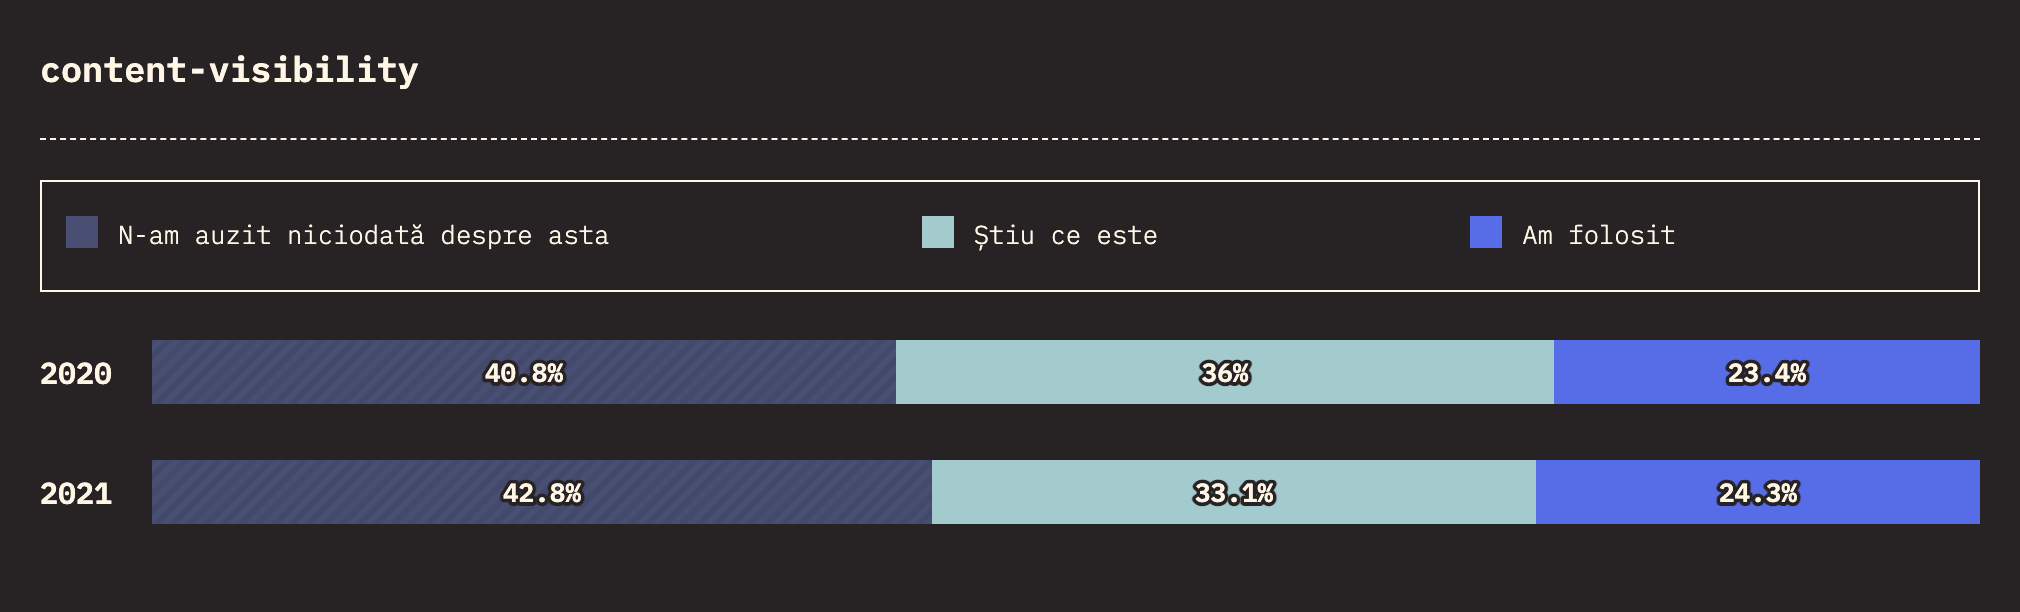 content-visibility
N-am auzit niciodată despre asta
Știu ce este
Am folosit
2020
40.8%
36%
23.4%
2021
42.8%
33.1%
24.3%